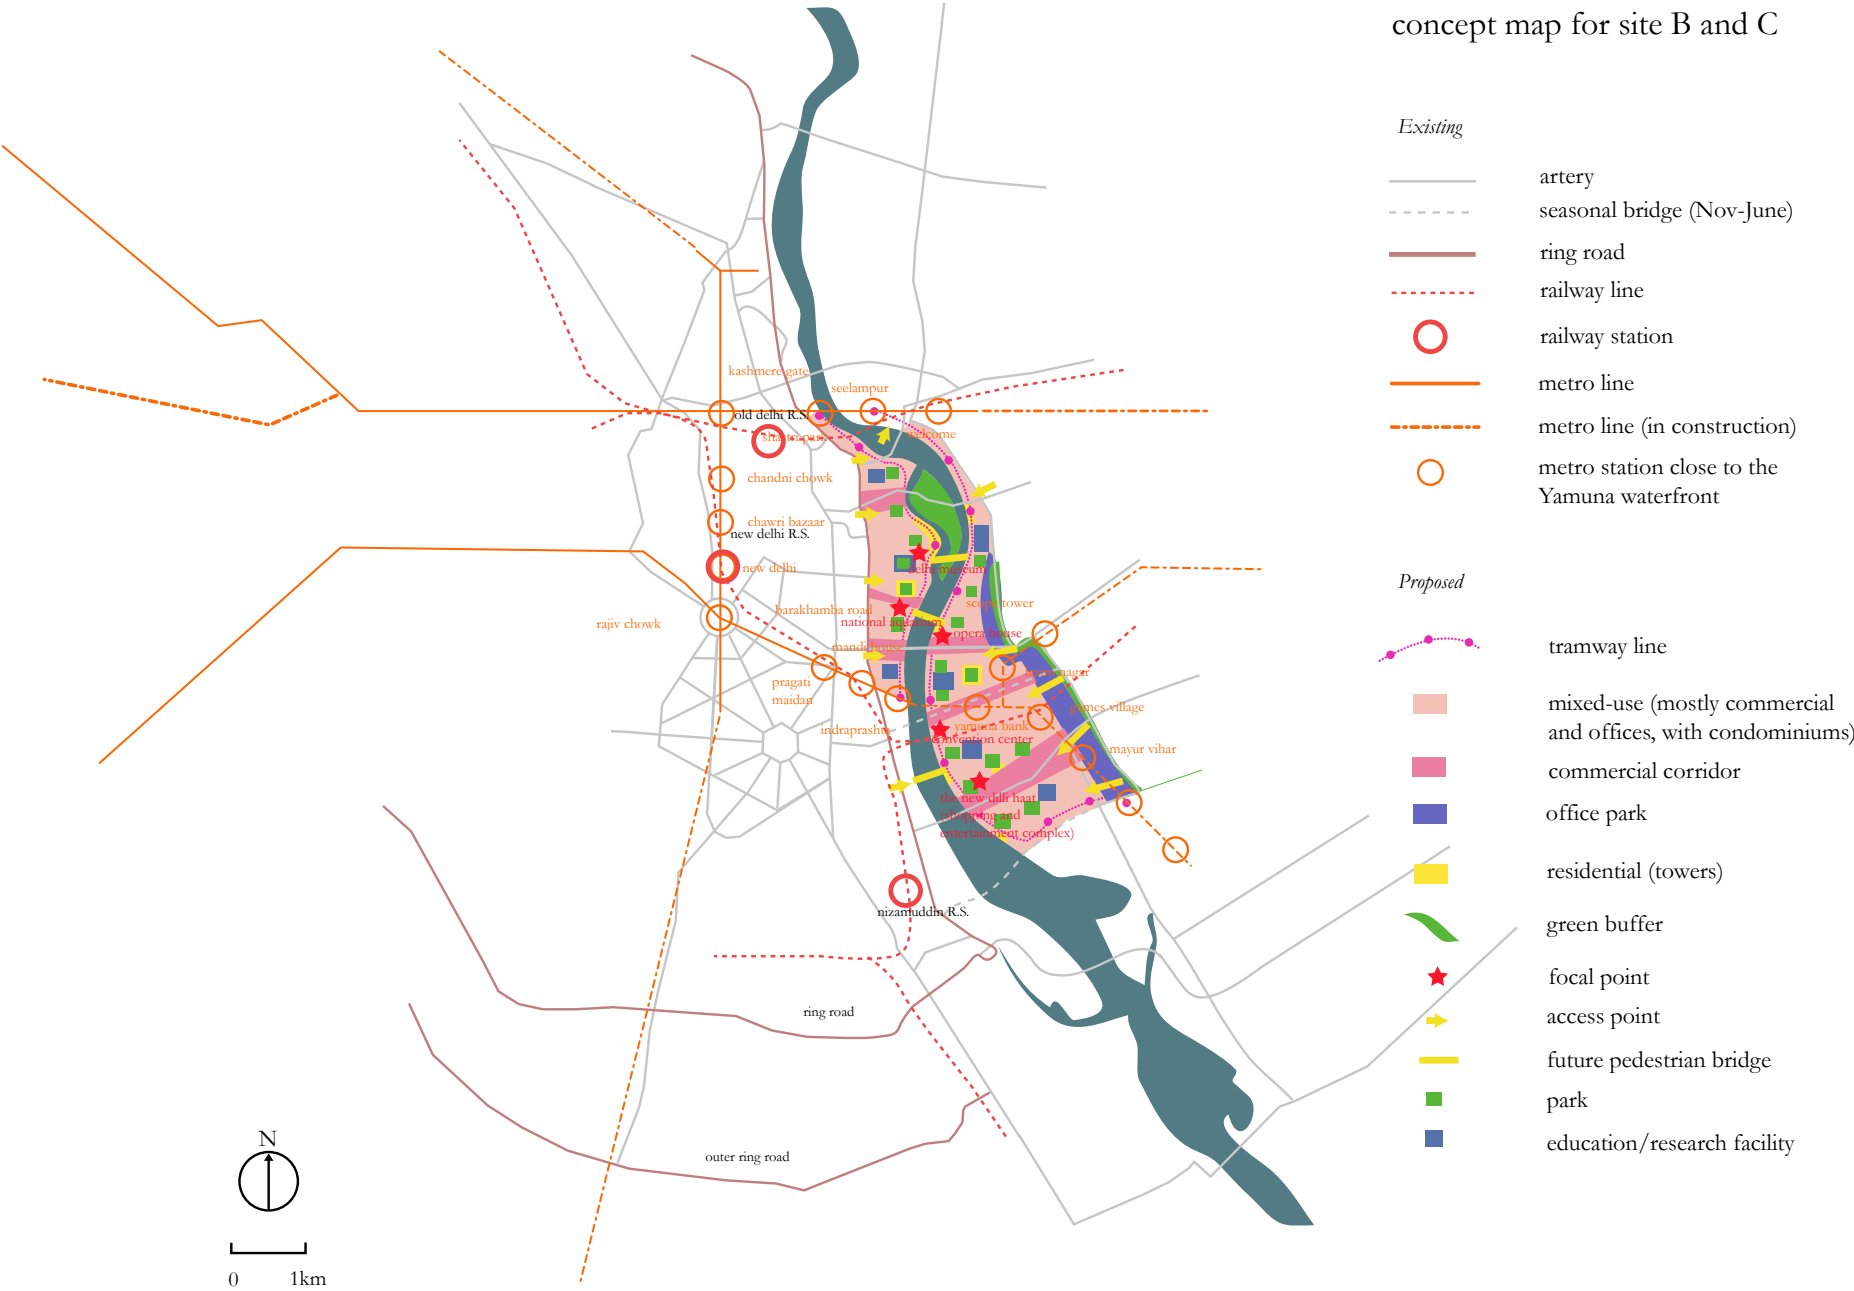 concept map for site B and C
Existing
artery
seasonal bridge (Nov-June)
ring road
railway line
railway station
metro line
metro line (in construction)
metro station close to the
Yamuna waterfront
Proposed
tramway line
mixed-use (mostly commercial
and offices, with condominiums)
commercial corridor
office park
residential (towers)
green buffer
focal point
access point
future pedestrian bridge
park
education/research facility
kashmere gate
seelampur
old delhi R.S.
shastri park
welcome
chandni chowk
chawri bazaar
new delhi R.S.
new delhi
delhi museum
barakhamba road
scope tower
national aquarium
rajiv chowk
opera house
mandi house
pragati
maidan
games village
indraprashta
yamuna bank
convention center
mayur vihar
the new dilli haat
(shopping and
entertainment complex)
nizamuddin R.S.
ring road
outer ring road
N
0 1km